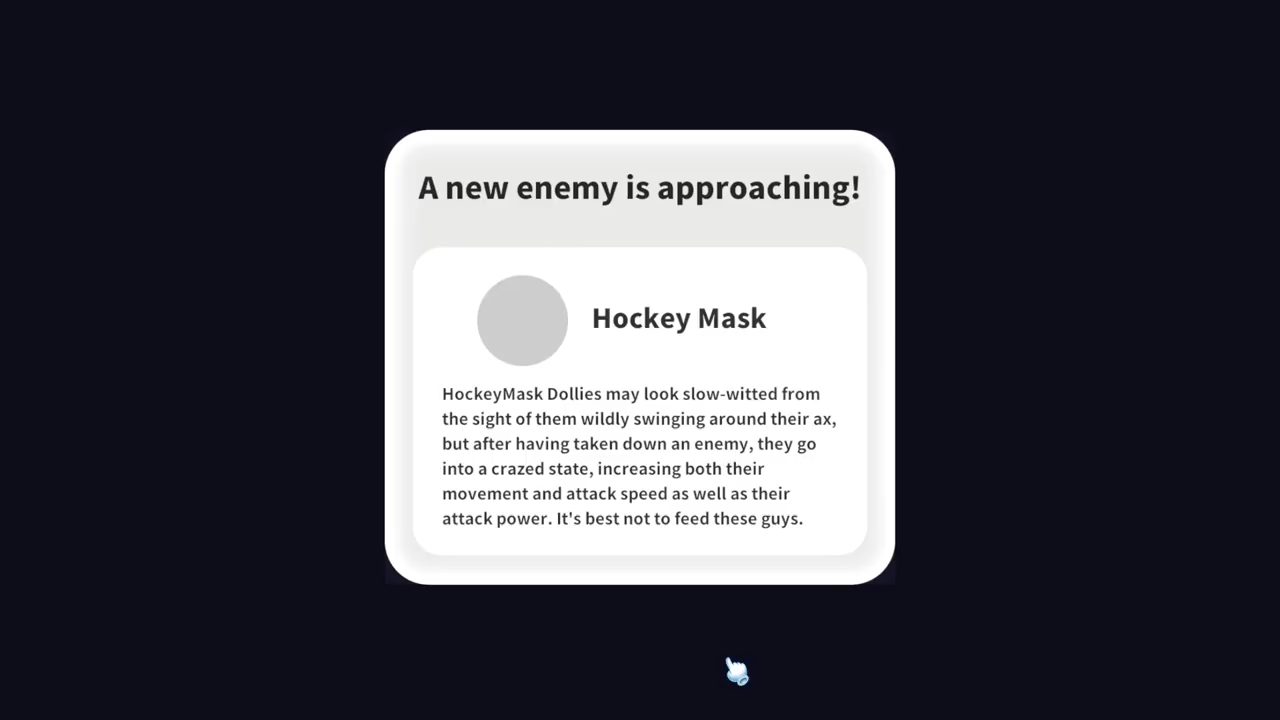 A new enemy is approaching!
Hockey Mask
HockeyMask Dollies may look slow-witted from
the sight of them wildly swinging around their ax,
but after having taken down an enemy, they go
into a crazed state, increasing both their
movement and attack speed as well as their
attack power. It's best not to feed these guys.